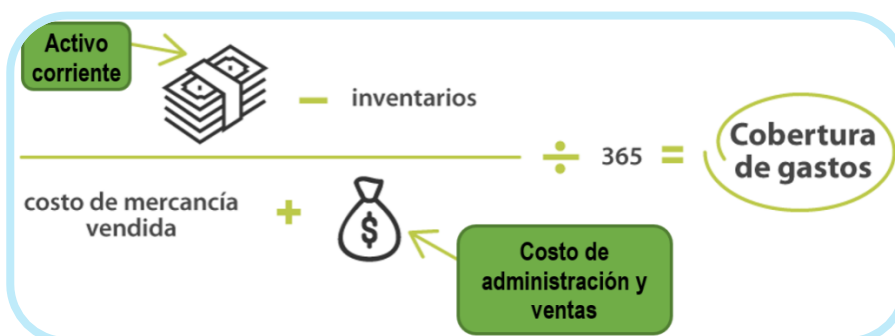 Activo
corriente
inventarios
costo de mercancía
vendida
+
$
Costo de
administración y
ventas
÷ 365 =
Cobertura
de gastos